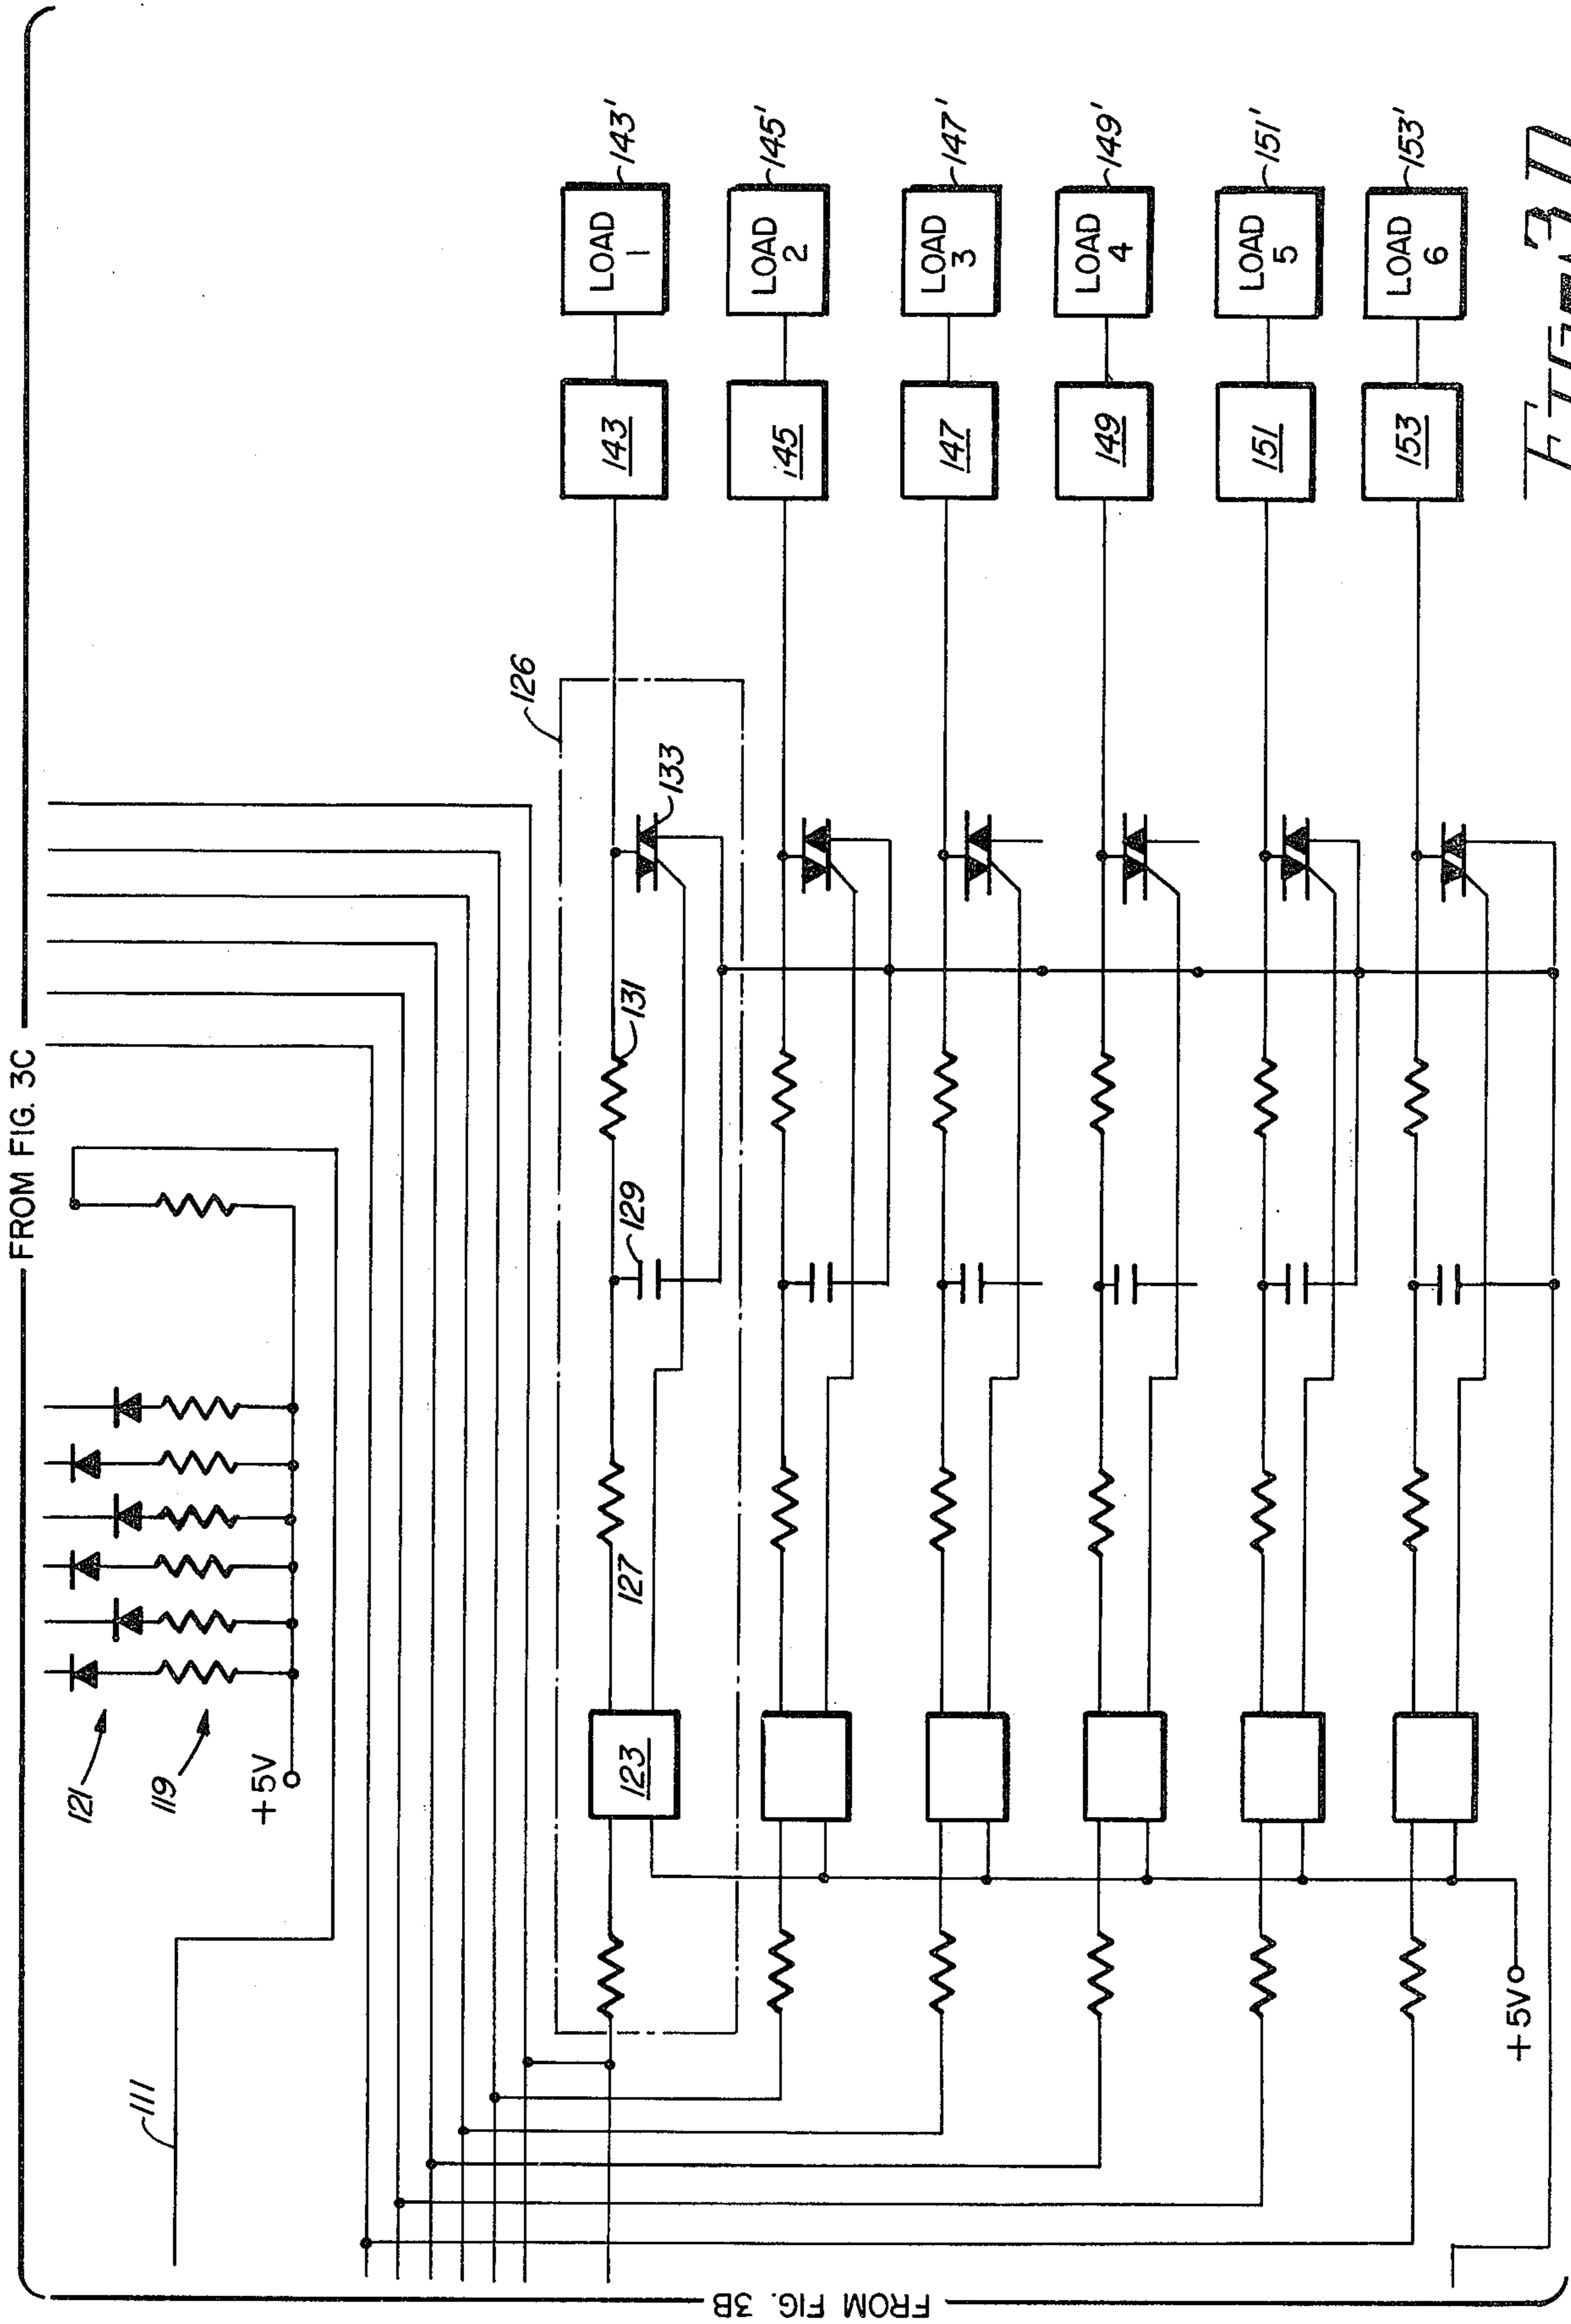 FROM FIG. 3C
FROM FIG. 3B
111
121
119
+5V
126
123
127
129
131
133
143
LOAD 1
143'
145
LOAD 2
145'
147
LOAD 3
147'
149
LOAD 4
149'
151
LOAD 5
151'
153
LOAD 6
153'
+5V